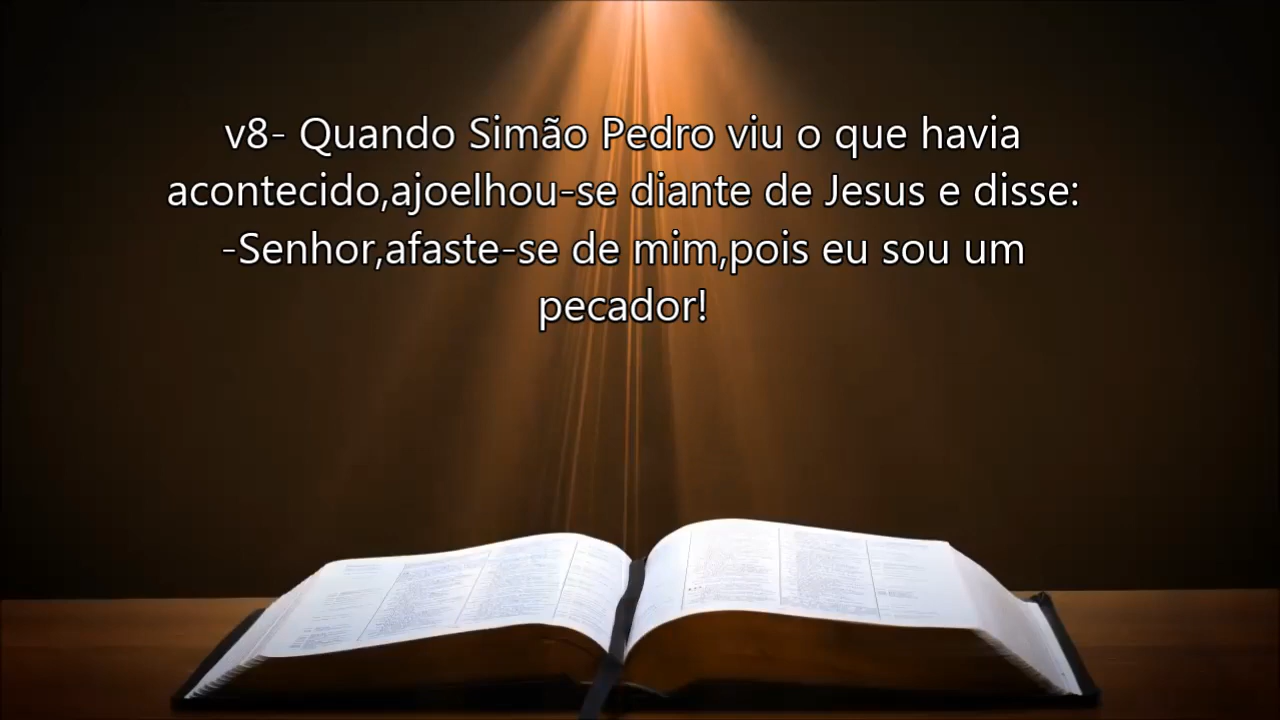 v8- Quando Simão Pedro viu o que havia
acontecido,ajoelhou-se diante de Jesus e disse:
-Senhor,afaste-se de mim,pois eu sou um
pecador!